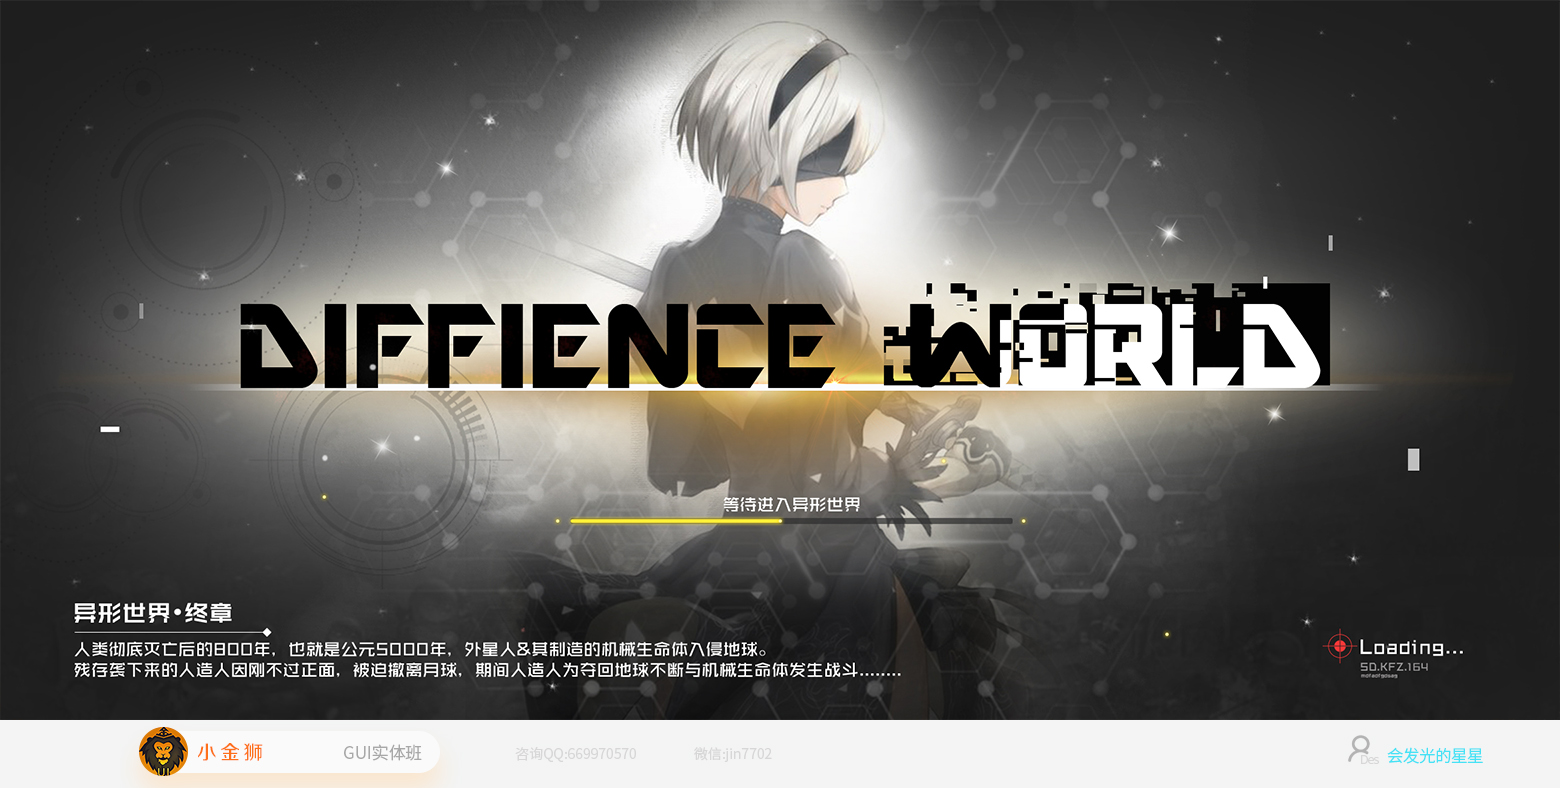 DIFFIENCE WORLD
等待进入异形世界
异形世界•终章
人类彻底灭亡后的800年，也就是公元5000年，外星人&其制造的机械生命体入侵地球。
残存袭下来的人造人因刚不过正面，被迫撤离月球，期间人造人为夺回地球不断与机械生命体发生战斗........
Loading...
SD.KFZ.164
小金狮
GUI实体班
咨询QQ:669970570
微信:jin7702
Des
会发光的星星